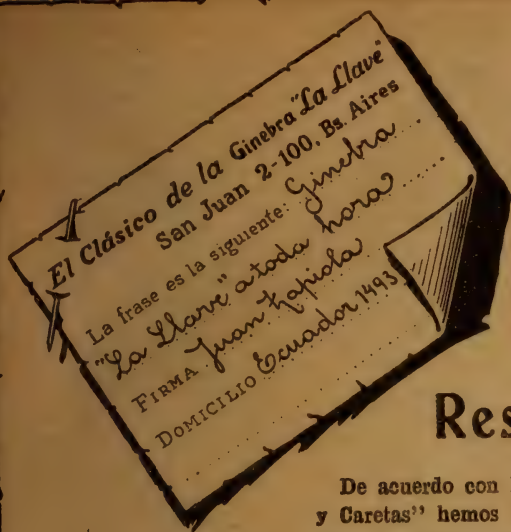 El Clásico de la Ginebra "La Llave"
San Juan 2-100, Bs. Aires
La frase es la siguiente: Ginebra
"La Llave" a toda hora
FIRMA Juan Zapiola
DOMICILIO Ecuador 1493
Res
De acuerdo con
y Caretas" hemos